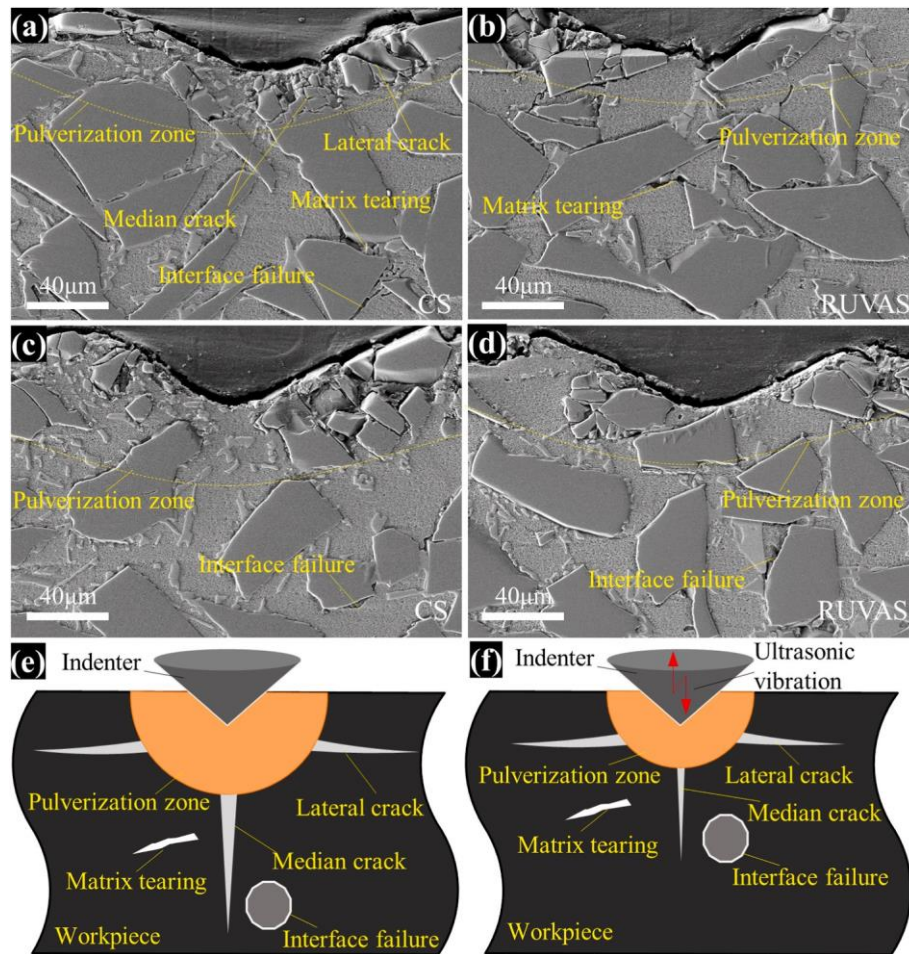 (a)
Pulverization zone
Lateral crack
Median crack
Matrix tearing
Interface failure
40μm
CS
(b)
Pulverization zone
Matrix tearing
40μm
RUVAS
(c)
Pulverization zone
Interface failure
40μm
CS
(d)
Pulverization zone
Interface failure
40μm
RUVAS
(e)
Indenter
Pulverization zone
Lateral crack
Median crack
Matrix tearing
Interface failure
Workpiece
(f)
Indenter
Ultrasonic
vibration
Pulverization zone
Lateral crack
Median crack
Matrix tearing
Interface failure
Workpiece